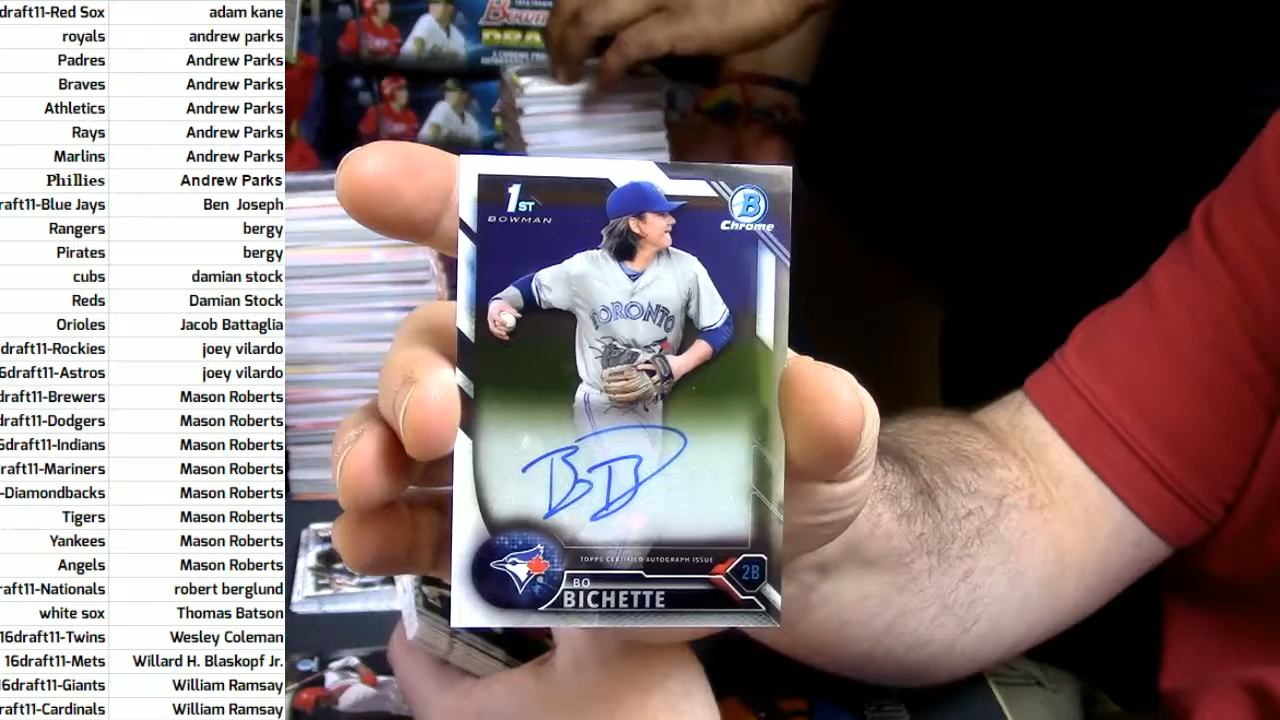 draft11-Red Sox adam kane
royals andrew parks
Padres Andrew Parks
Braves Andrew Parks
Athletics Andrew Parks
Rays Andrew Parks
Marlins Andrew Parks
Phillies Andrew Parks
raft11-Blue Jays Ben Joseph
Rangers bergy
Pirates bergy
cubs damian stock
Reds Damian Stock
Orioles Jacob Battaglia
draft11-Rockies joey vilardo
6draft11-Astros joey vilardo
draft11-Brewers Mason Roberts
draft11-Dodgers Mason Roberts
6draft11-Indians Mason Roberts
raft11-Mariners Mason Roberts
-Diamondbacks Mason Roberts
Tigers Mason Roberts
Yankees Mason Roberts
Angels Mason Roberts
raft11-Nationals robert berglund
white sox Thomas Batson
16draft11-Twins Wesley Coleman
16draft11-Mets Willard H. Blaskopf Jr.
6draft11-Giants William Ramsay
raft11-Cardinals William Ramsay
1ST
BOWMAN
B
Chrome
TORONTO
TOPPS CERTIFIED AUTOGRAPH ISSUE
2B
BO
BICHETTE